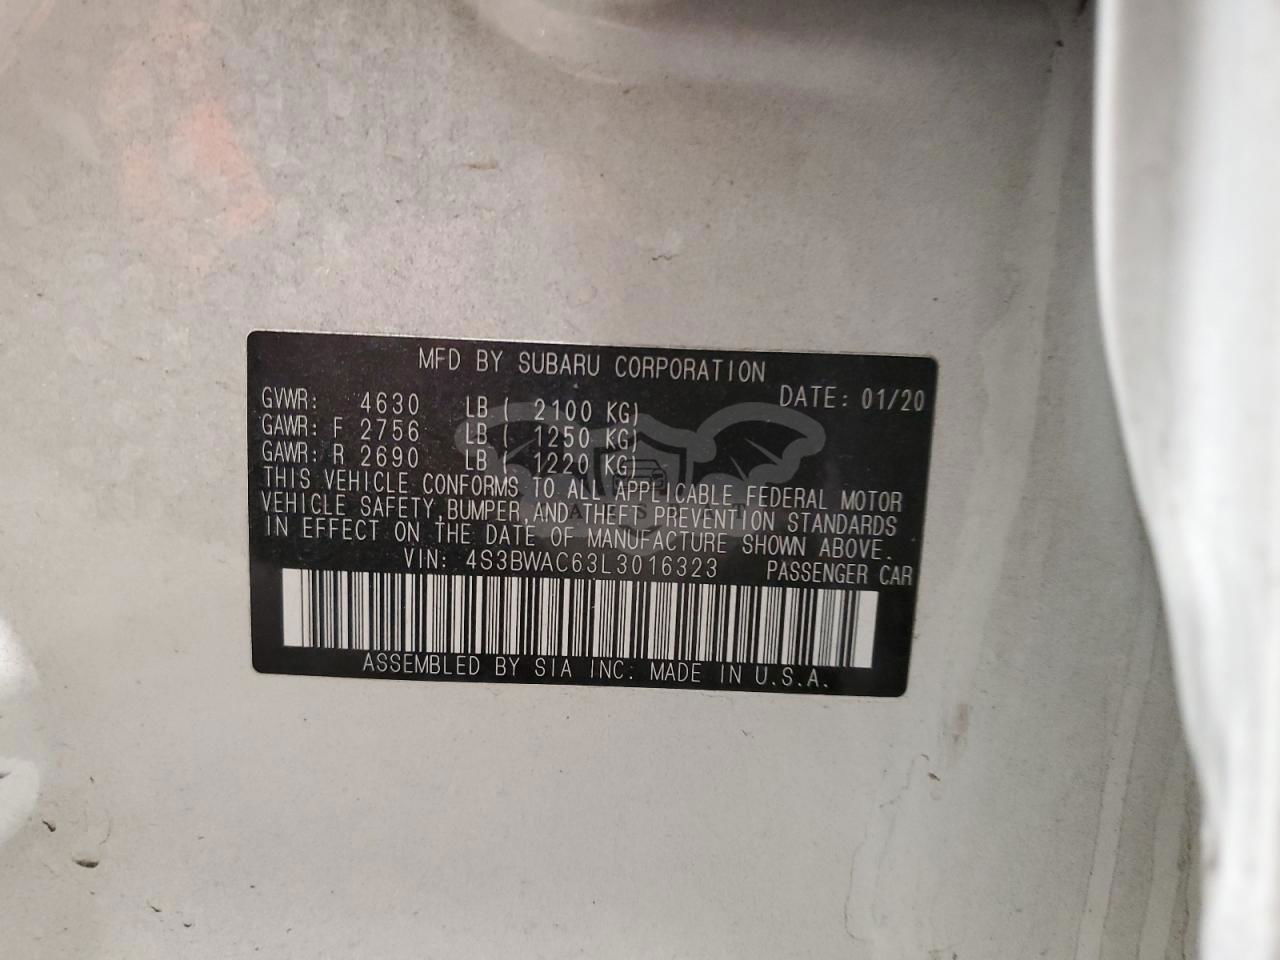 MFD BY SUBARU CORPORATION
DATE: 01/20
GVWR: 4630 LB ( 2100 KG)
GAWR: F 2756 LB ( 1250 KG)
GAWR: R 2690 LB ( 1220 KG)
THIS VEHICLE CONFORMS TO ALL APPLICABLE FEDERAL MOTOR
VEHICLE SAFETY, BUMPER, AND THEFT PREVENTION STANDARDS
IN EFFECT ON THE DATE OF MANUFACTURE SHOWN ABOVE.
VIN: 4S3BWAC63L3016323 PASSENGER CAR
ASSEMBLED BY SIA INC: MADE IN U.S.A.